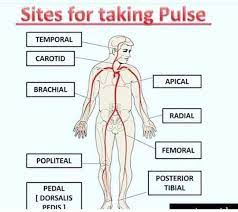 Sites for taking Pulse
TEMPORAL
CAROTID
APICAL
BRACHIAL
RADIAL
FEMORAL
POPLITEAL
POSTERIOR
TIBIAL
PEDAL
[ DORSALIS
PEDIS ]